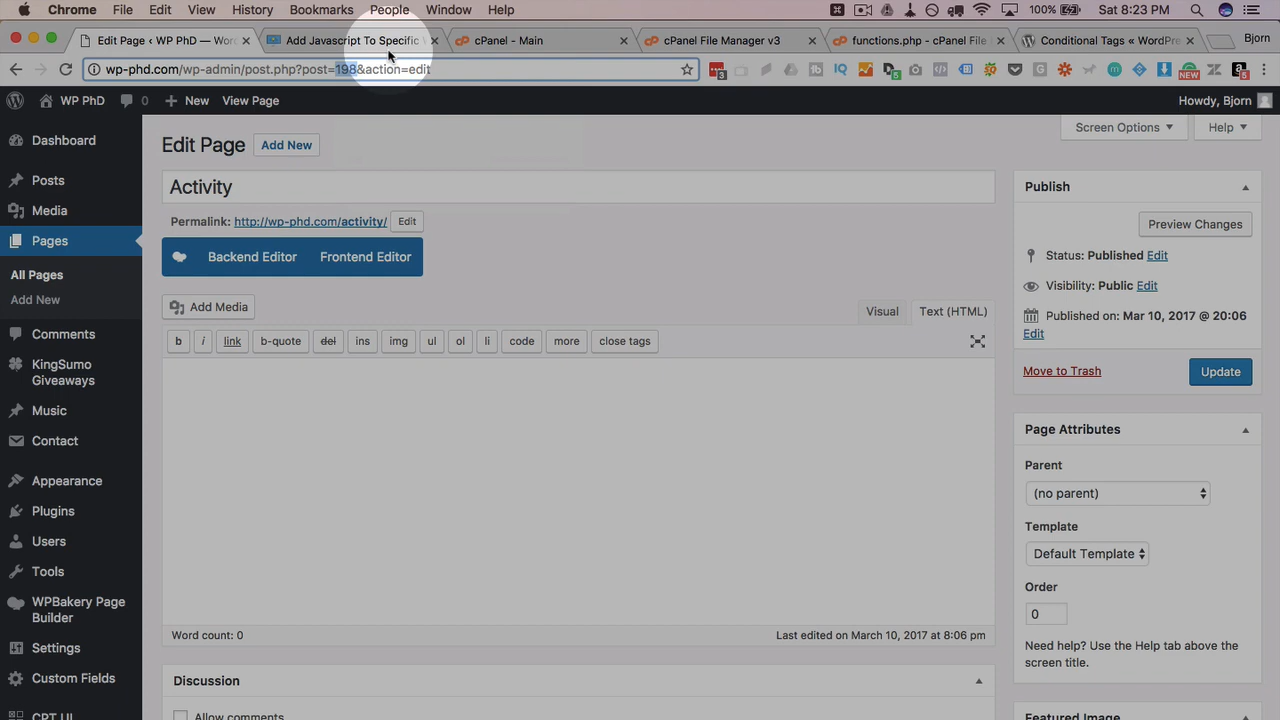 Chrome File Edit View History Bookmarks People Window Help 100% Sat 8:23 PM
Edit Page ‹ WP PhD — Wor Add Javascript To Specific cPanel - Main cPanel File Manager v3 functions.php - cPanel File Conditional Tags « WordPre Bjorn
wp-phd.com/wp-admin/post.php?post=198&action=edit
WP PhD 0 New View Page Howdy, Bjorn
Screen Options Help
Dashboard
Posts
Media
Pages
All Pages
Add New
Comments
KingSumo
Giveaways
Music
Contact
Appearance
Plugins
Users
Tools
WPBakery Page
Builder
Settings
Custom Fields
CPT UI
Edit Page Add New
Activity
Permalink: http://wp-phd.com/activity/ Edit
Backend Editor Frontend Editor
Add Media Visual Text (HTML)
b i link b-quote del ins img ul ol li code more close tags
Word count: 0 Last edited on March 10, 2017 at 8:06 pm
Discussion
Allow comments
Publish
Preview Changes
Status: Published Edit
Visibility: Public Edit
Published on: Mar 10, 2017 @ 20:06
Edit
Move to Trash Update
Page Attributes
Parent
(no parent)
Template
Default Template
Order
0
Need help? Use the Help tab above the
screen title.
Featured Image